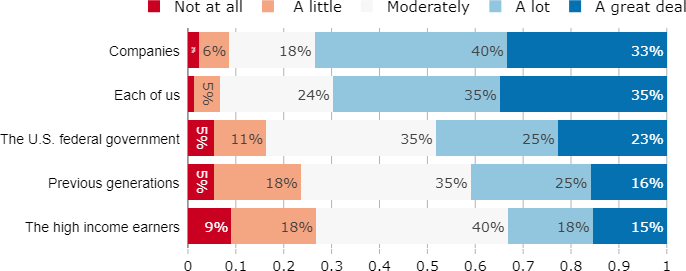 Not at all A little Moderately A lot A great deal
Companies 6% 18% 40% 33%
Each of us 5% 24% 35% 35%
The U.S. federal government 5% 11% 35% 25% 23%
Previous generations 5% 18% 35% 25% 16%
The high income earners 9% 18% 40% 18% 15%
0 0.1 0.2 0.3 0.4 0.5 0.6 0.7 0.8 0.9 1